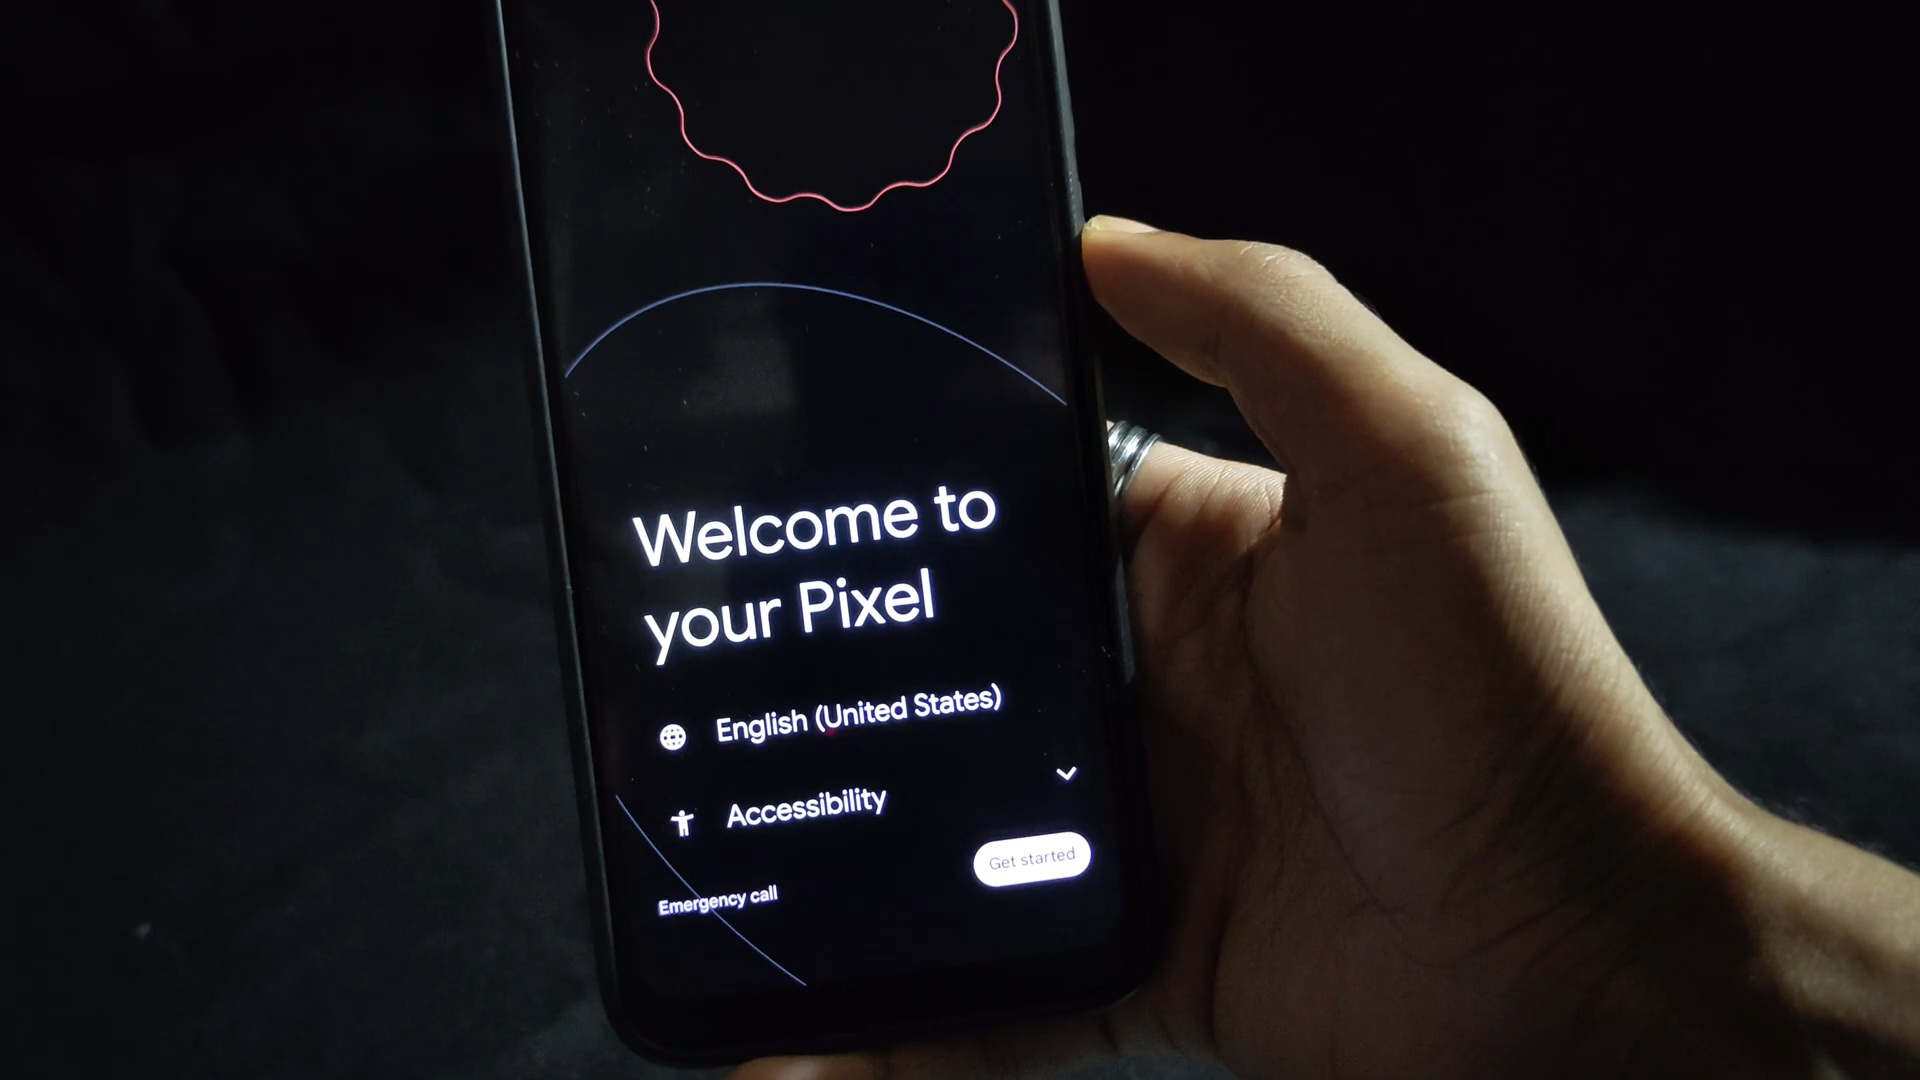 Welcome to
your Pixel
English (United States)
Accessibility
Get started
Emergency call